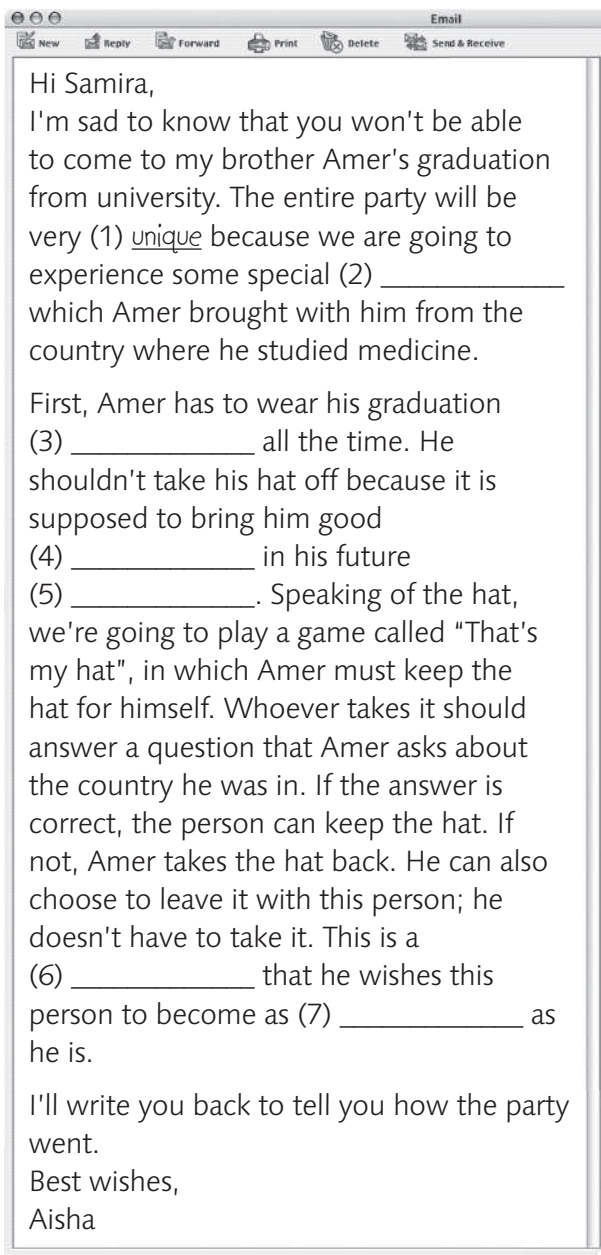 Email
New Reply Forward Print Delete Send & Receive
Hi Samira,
I'm sad to know that you won't be able
to come to my brother Amer's graduation
from university. The entire party will be
very (1) unique because we are going to
experience some special (2) ______________
which Amer brought with him from the
country where he studied medicine.
First, Amer has to wear his graduation
(3) ______________ all the time. He
shouldn't take his hat off because it is
supposed to bring him good
(4) ______________ in his future
(5) ______________. Speaking of the hat,
we're going to play a game called “That's
my hat”, in which Amer must keep the
hat for himself. Whoever takes it should
answer a question that Amer asks about
the country he was in. If the answer is
correct, the person can keep the hat. If
not, Amer takes the hat back. He can also
choose to leave it with this person; he
doesn't have to take it. This is a
(6) ______________ that he wishes this
person to become as (7) ______________ as
he is.
I'll write you back to tell you how the party
went.
Best wishes,
Aisha